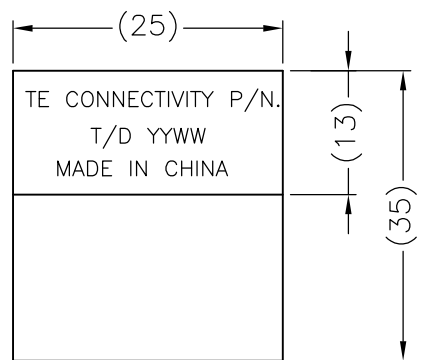 (25)
TE CONNECTIVITY P/N.
T/D YYWW
MADE IN CHINA
(13)
(35)